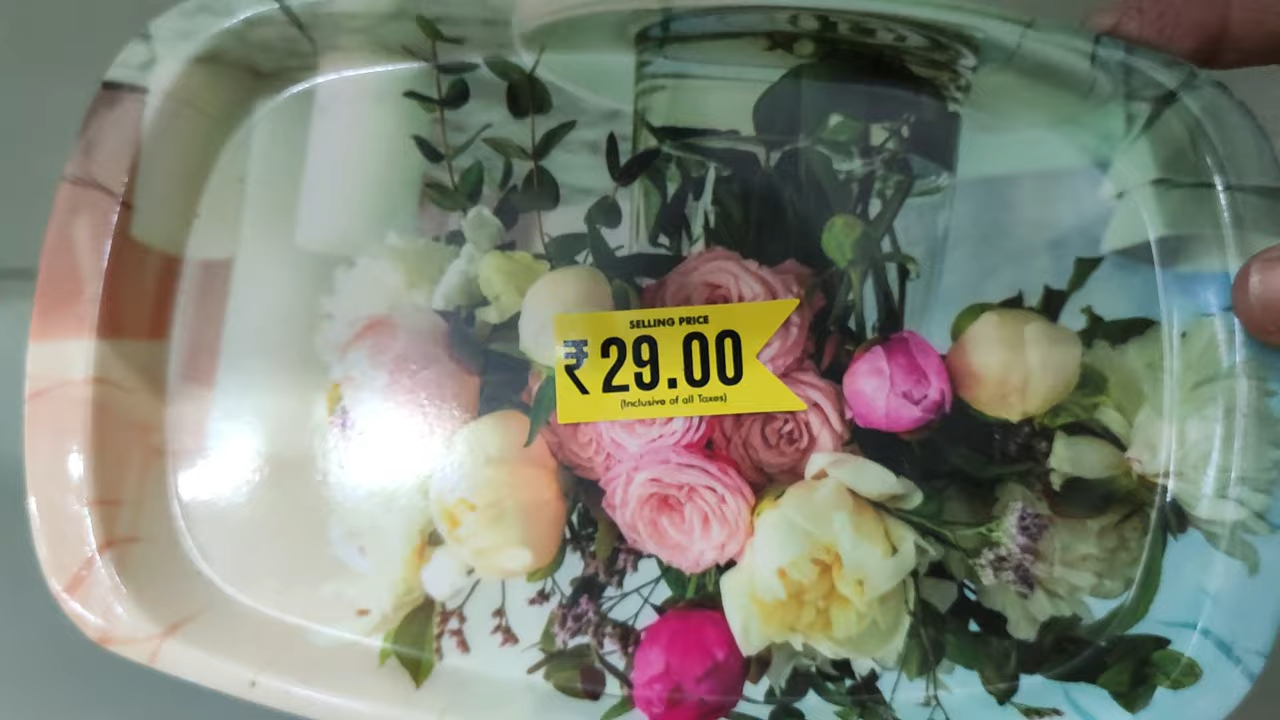 SELLING PRICE
₹ 29.00
(Inclusive of all Taxes)